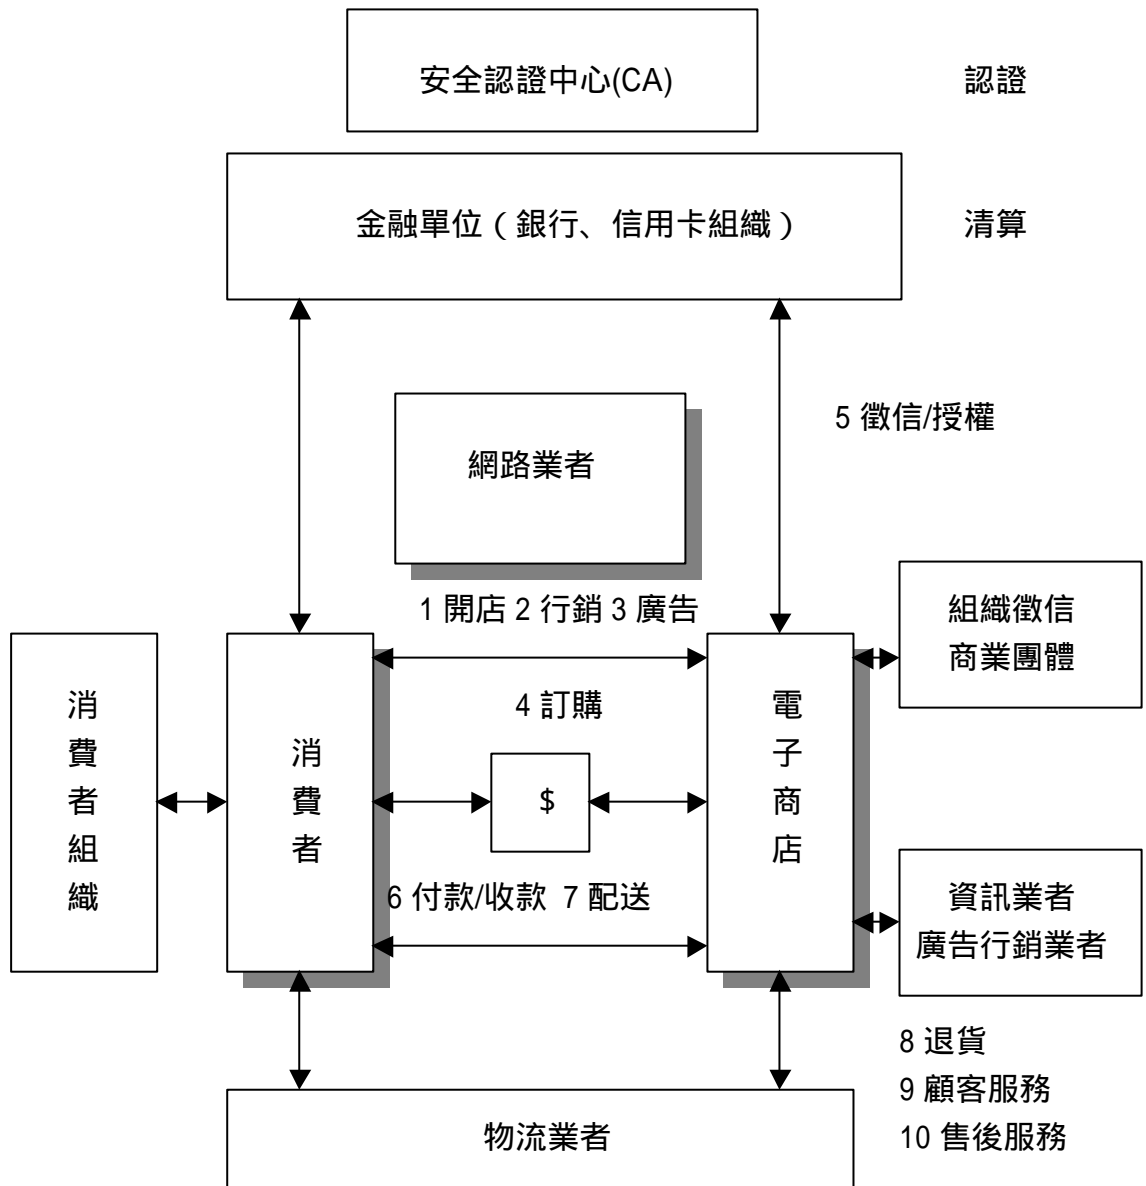 安全認證中心(CA)
認證
金融單位（銀行、信用卡組織）
清算
5 徵信/授權
網路業者
1 開店 2 行銷 3 廣告
組織徵信
商業團體
消費者組織
消費者
4 訂購
$
電子商店
6 付款/收款 7 配送
資訊業者
廣告行銷業者
8 退貨
9 顧客服務
10 售後服務
物流業者